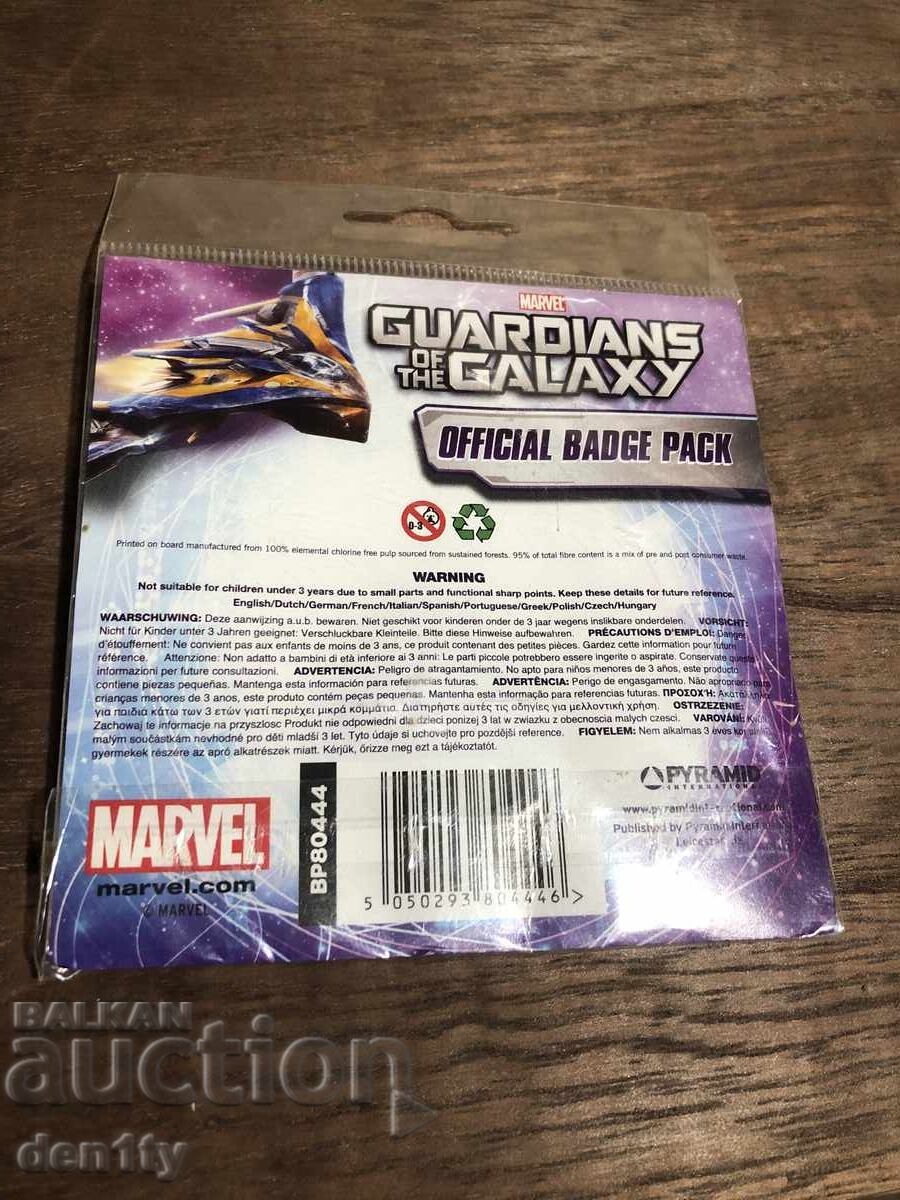 MARVEL
GUARDIANS
OF THE GALAXY
OFFICIAL BADGE PACK
0-3
Printed on board manufactured from 100% elemental chlorine free pulp sourced from sustained forests. 95% of total fibre content is a mix of pre and post consumer waste.
WARNING
Not suitable for children under 3 years due to small parts and functional sharp points. Keep these details for future reference.
English/Dutch/German/French/Italian/Spanish/Portuguese/Greek/Polish/Czech/Hungary
WAARSCHUWING: Deze aanwijzing a.u.b. bewaren. Niet geschikt voor kinderen onder de 3 jaar wegens inslikbare onderdelen. VORSICHT:
Nicht für Kinder unter 3 Jahren geeignet: Verschluckbare Kleinteile. Bitte diese Hinweise aufbewahren. PRÉCAUTIONS D'EMPLOI: Danger
d'étouffement: Ne convient pas aux enfants de moins de 3 ans, ce produit contenant des petites pièces. Gardez cette information pour future
référence. Attenzione: Non adatto a bambini di età inferiore ai 3 anni: Le parti piccole potrebbero essere ingerite o aspirate. Conservate queste
informazioni per future consultazioni. ADVERTENCIA: Peligro de atragantamiento. No apto para niños menores de 3 años, este producto
contiene piezas pequeñas. Mantenga esta información para referencias futuras. ADVERTÊNCIA: Perigo de engasgamento. Não apropriado para
crianças menores de 3 anos, este produto contém peças pequenas. Mantenha esta informação para referencias futuras. ΠΡΟΣΟΧΉ:
για παιδιά κάτω των 3 ετών γιατί περιέχει μικρά κομμάτια. Διατηρήστε αυτές τις οδηγίες για μελλοντική χρήση. OSTRZEZENIE:
Zachowaj te informacje na przyszlosc Produkt nie odpowiedni dla dzieci ponizej 3 lat w zwiazku z obecnoscia malych czesci. VAROVÁNÍ:
malým součástkám nevhodné pro děti mladší 3 let. Tyto údaje si uchovejte pro pozdější reference. FIGYELEM: Nem alkalmas 3 éves kor
gyermekek részére az apró alkatrészek miatt. Kérjük, őrizze meg ezt a tájékoztatót.
PYRAMID
INTERNATIONAL
Published by
Leicester
MARVEL
marvel.com
© MARVEL
BP80444
5 050293 804446 >
BALKAN
auction
den1ty